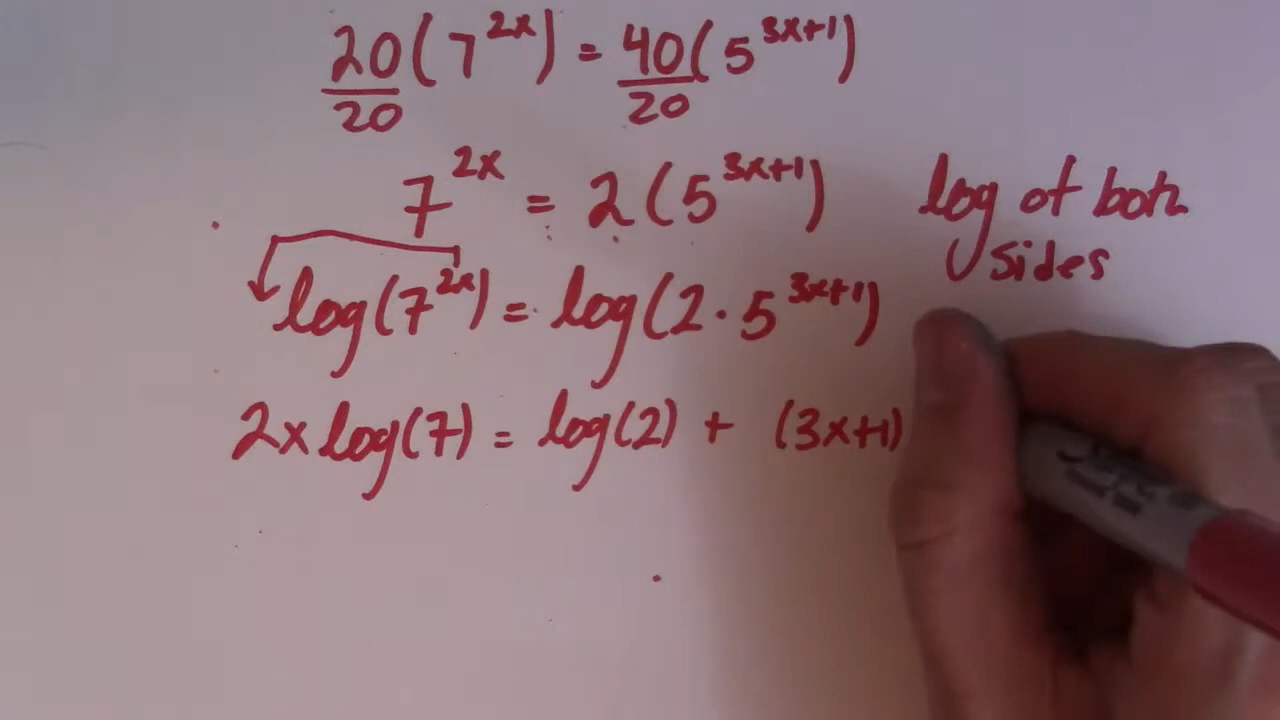 20(7^2x) = 40(5^3x+1)
20 20
7^2x = 2(5^3x+1) log of both
sides
log(7^2x) = log(2·5^3x+1)
2x log(7) = log(2) + (3x+1)